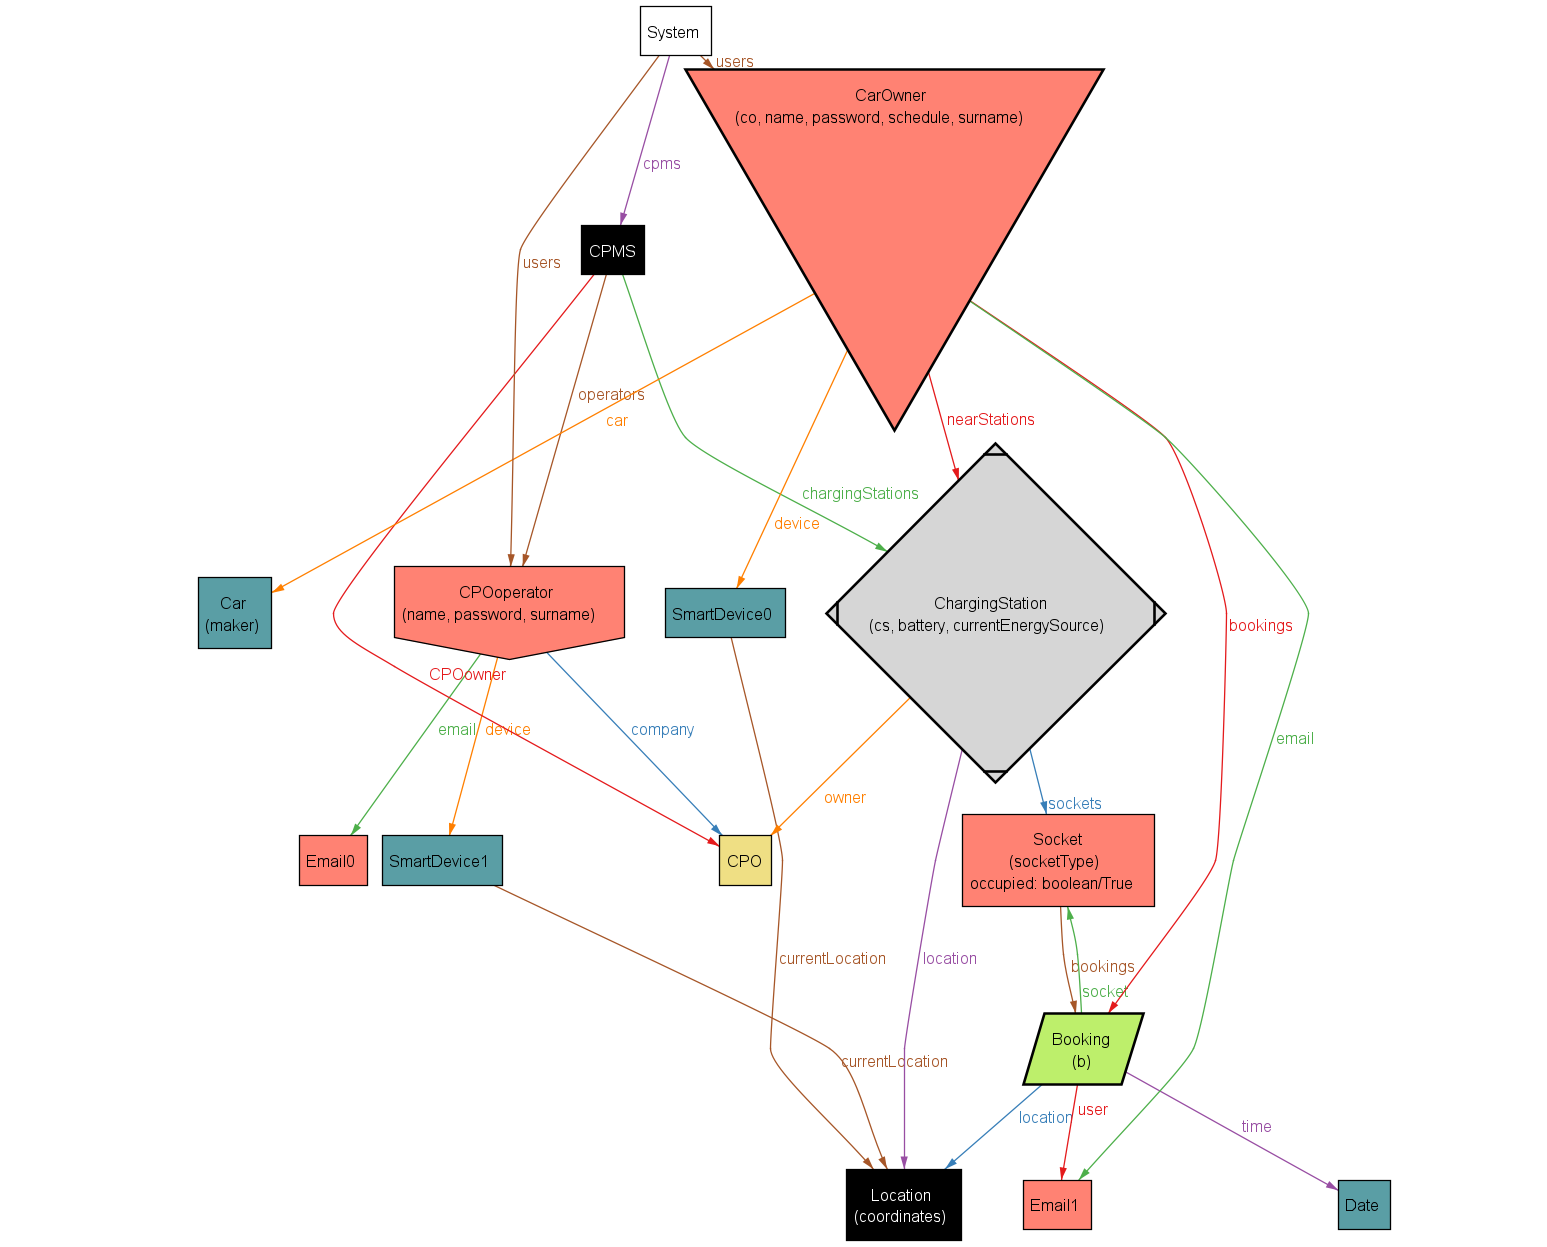 System
users
CarOwner
(co, name, password, schedule, surname)
cpms
CPMS
users
operators
car
nearStations
chargingStations
device
CPOoperator
(name, password, surname)
Car
(maker)
SmartDevice0
ChargingStation
(cs, battery, currentEnergySource)
bookings
CPOowner
email
device
company
email
owner
sockets
Email0
SmartDevice1
CPO
Socket
(socketType)
occupied: boolean/True
currentLocation
location
bookings
socket
Booking
(b)
currentLocation
location
user
time
Location
(coordinates)
Email1
Date